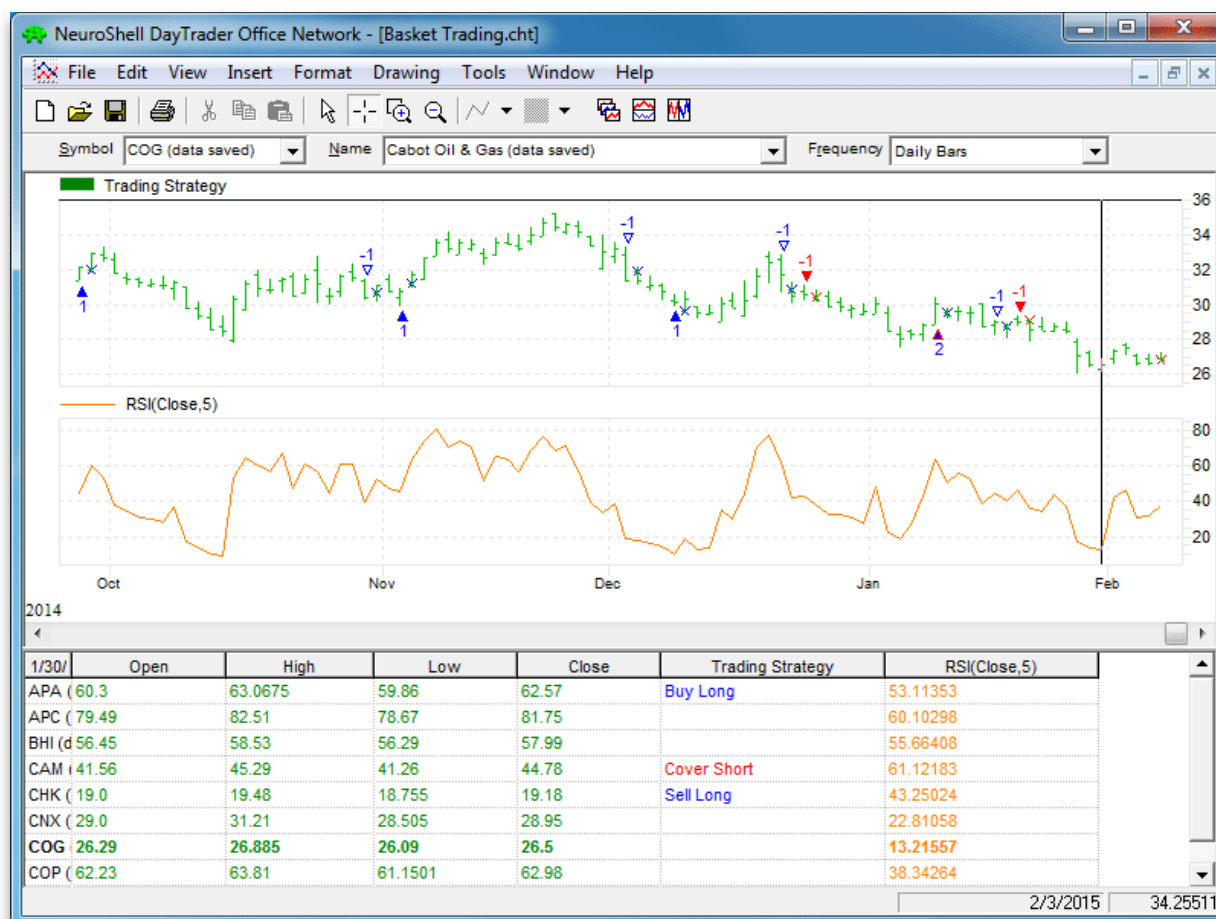 NeuroShell DayTrader Office Network - [Basket Trading.cht]
File Edit View Insert Format Drawing Tools Window Help
Symbol COG (data saved) Name Cabot Oil & Gas (data saved) Frequency Daily Bars
Trading Strategy
36
34
32
30
28
26
-1
-1
-1
-1
-1
-1
1
1
1
2
RSI(Close,5)
80
60
40
20
Oct Nov Dec Jan Feb
2014
1/30/ Open High Low Close Trading Strategy RSI(Close,5)
APA ( 60.3 63.0675 59.86 62.57 Buy Long 53.11353
APC ( 79.49 82.51 78.67 81.75 60.10298
BHI (d 56.45 58.53 56.29 57.99 55.66408
CAM ( 41.56 45.29 41.26 44.78 Cover Short 61.12183
CHK ( 19.0 19.48 18.755 19.18 Sell Long 43.25024
CNX ( 29.0 31.21 28.505 28.95 22.81058
COG ( 26.29 26.885 26.09 26.5 13.21557
COP ( 62.23 63.81 61.1501 62.98 38.34264
2/3/2015 34.25511